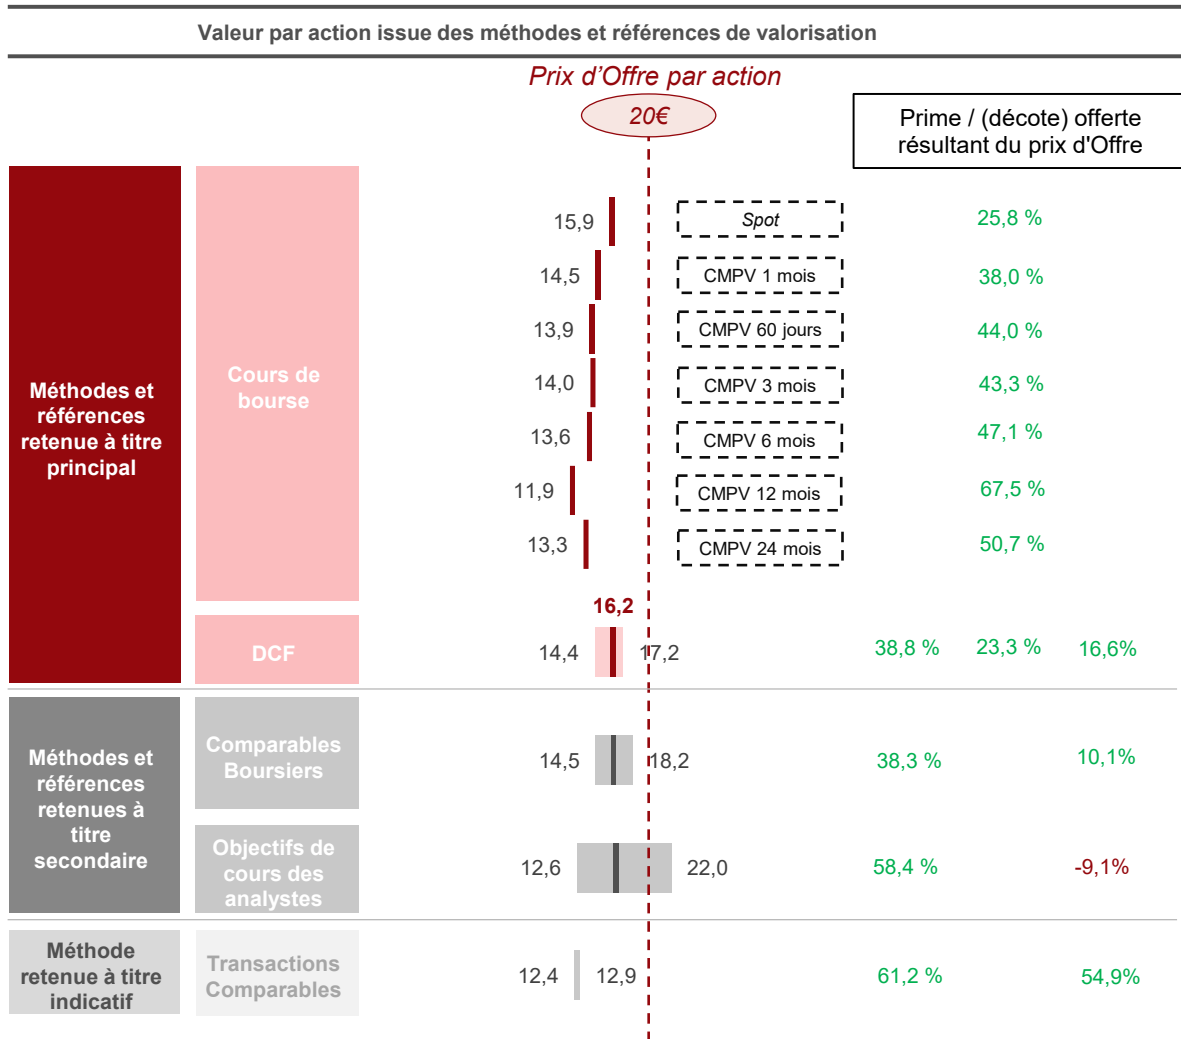 Valeur par action issue des méthodes et références de valorisation
Prix d'Offre par action
20€
Prime / (décote) offerte
résultant du prix d'Offre
Méthodes et
références
retenue à titre
principal
Cours de
bourse
15,9
Spot
25,8 %
14,5
CMPV 1 mois
38,0 %
13,9
CMPV 60 jours
44,0 %
14,0
CMPV 3 mois
43,3 %
13,6
CMPV 6 mois
47,1 %
11,9
CMPV 12 mois
67,5 %
13,3
CMPV 24 mois
50,7 %
DCF
16,2
14,4
17,2
38,8 %
23,3 %
16,6%
Méthodes et
références
retenues à
titre
secondaire
Comparables
Boursiers
14,5
18,2
38,3 %
10,1%
Objectifs de
cours des
analystes
12,6
22,0
58,4 %
-9,1%
Méthode
retenue à titre
indicatif
Transactions
Comparables
12,4
12,9
61,2 %
54,9%